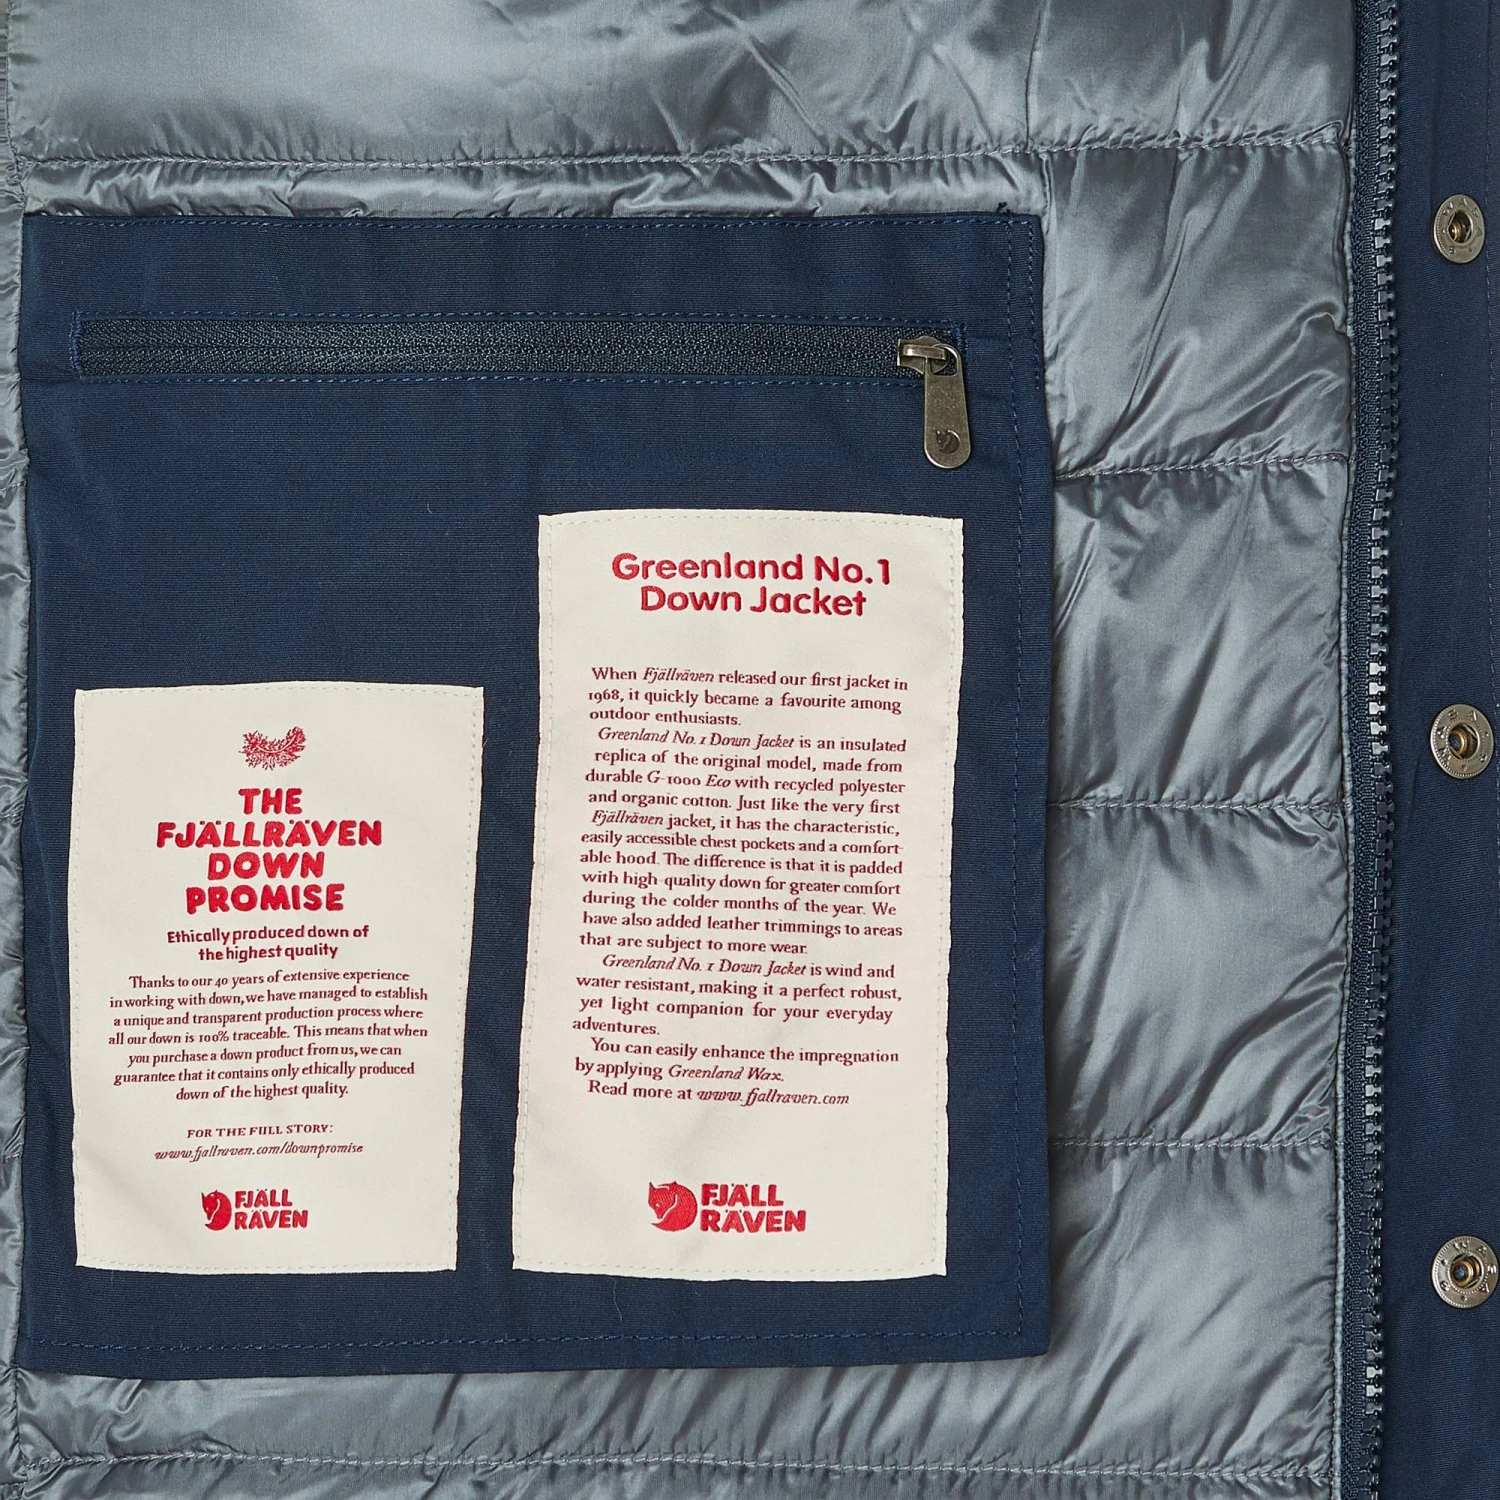 THE
FJÄLLRÄVEN
DOWN
PROMISE
Ethically produced down of
the highest quality
Thanks to our 40 years of extensive experience
in working with down, we have managed to establish
a unique and transparent production process where
all our down is 100% traceable. This means that when
you purchase a down product from us, we can
guarantee that it contains only ethically produced
down of the highest quality.
FOR THE FULL STORY:
www.fjallraven.com/downpromise
FJÄLL
RÄVEN
Greenland No.1
Down Jacket
When Fjällräven released our first jacket in
1968, it quickly became a favourite among
outdoor enthusiasts.
Greenland No. 1 Down Jacket is an insulated
replica of the original model, made from
durable G-1000 Eco with recycled polyester
and organic cotton. Just like the very first
Fjällräven jacket, it has the characteristic,
easily accessible chest pockets and a comfort-
able hood. The difference is that it is padded
with high-quality down for greater comfort
during the colder months of the year. We
have also added leather trimmings to areas
that are subject to more wear.
Greenland No. 1 Down Jacket is wind and
water resistant, making it a perfect robust,
yet light companion for your everyday
adventures.
You can easily enhance the impregnation
by applying Greenland Wax.
Read more at www.fjallraven.com
FJÄLL
RÄVEN